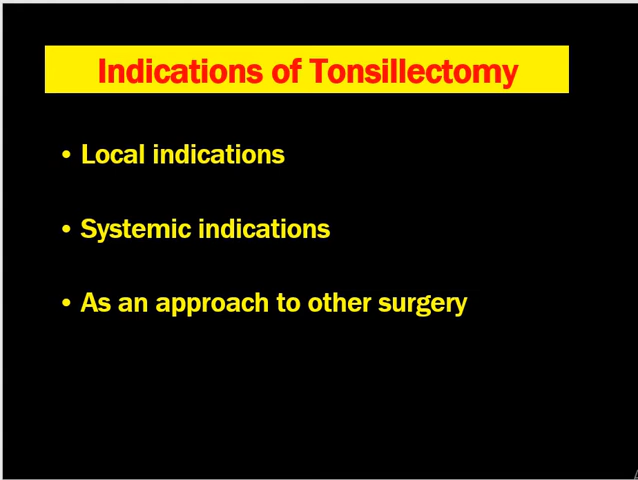 Indications of Tonsillectomy
• Local indications
• Systemic indications
• As an approach to other surgery